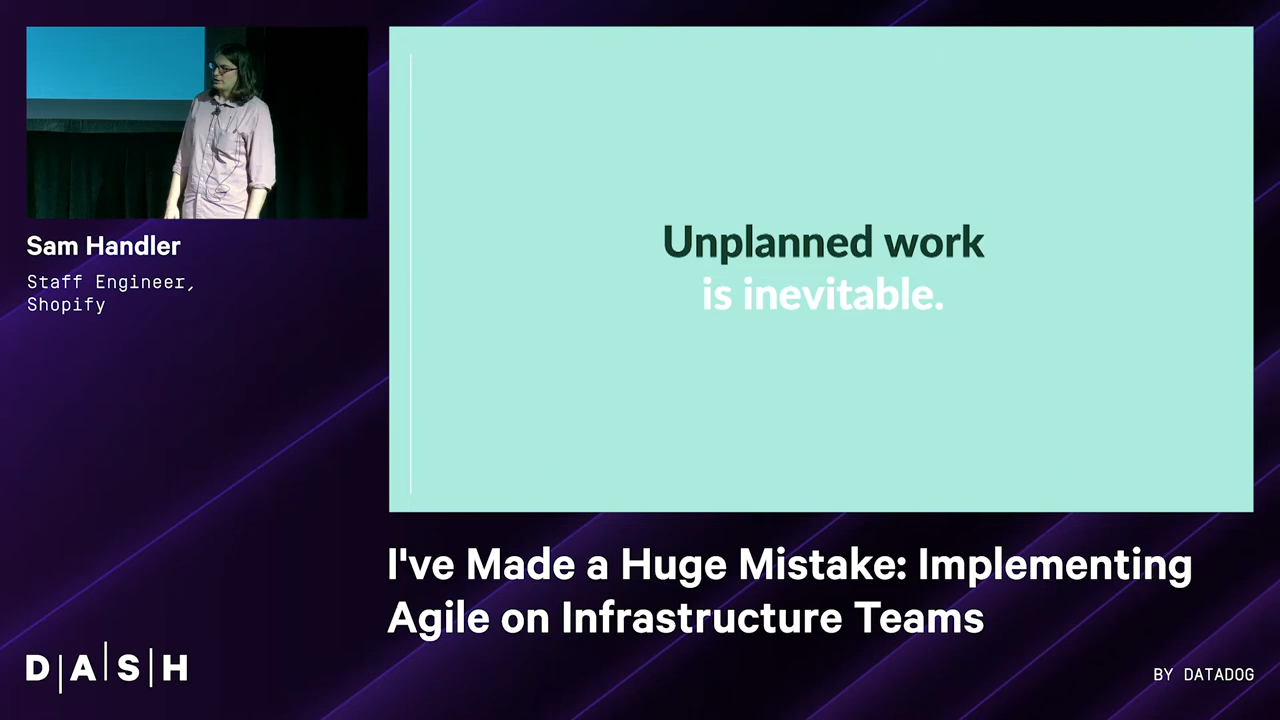 Sam Handler
Staff Engineer,
Shopify
Unplanned work
is inevitable.
I've Made a Huge Mistake: Implementing
Agile on Infrastructure Teams
D|A|S|H
BY DATADOG